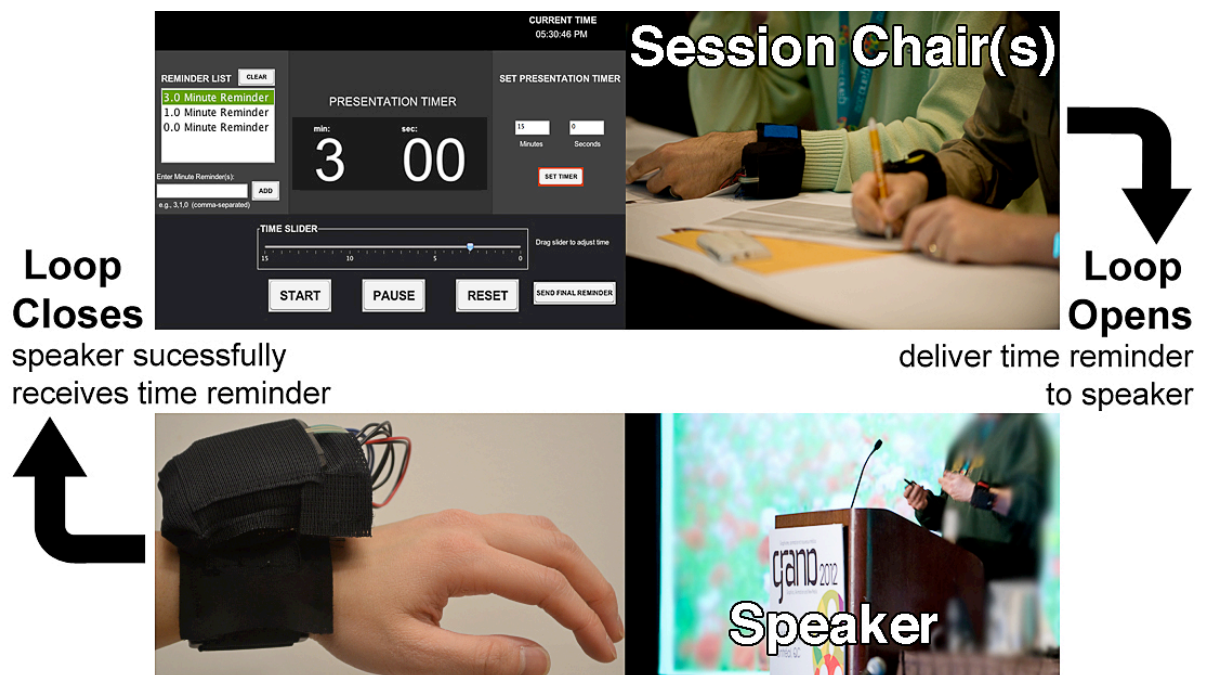 CURRENT TIME
05:30:46 PM
REMINDER LIST
CLEAR
3.0 Minute Reminder
1.0 Minute Reminder
0.0 Minute Reminder
Enter Minute Reminder(s):
ADD
e.g., 3,1,0 (comma-separated)
PRESENTATION TIMER
min:
sec:
3
00
SET PRESENTATION TIMER
15
0
Minutes
Seconds
SET TIMER
TIME SLIDER
15
10
5
0
Drag slider to adjust time
START
PAUSE
RESET
SEND FINAL REMINDER
Session Chair(s)
Loop
Opens
deliver time reminder
to speaker
Loop
Closes
speaker sucessfully
receives time reminder
grand 2012
Speaker